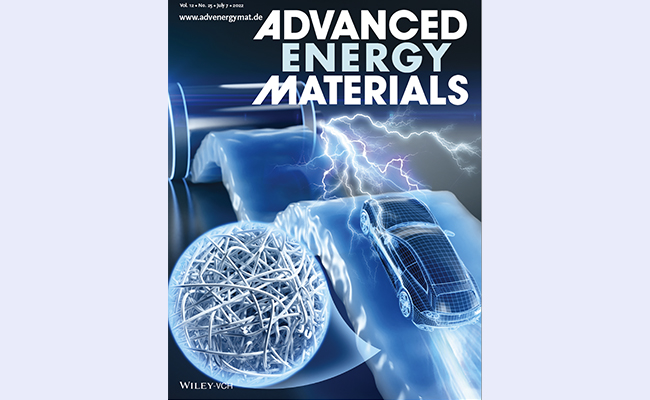 Vol. 12 • No. 25 • July 7 • 2022
www.advenergymat.de
ADVANCED
ENERGY
MATERIALS
WILEY-VCH